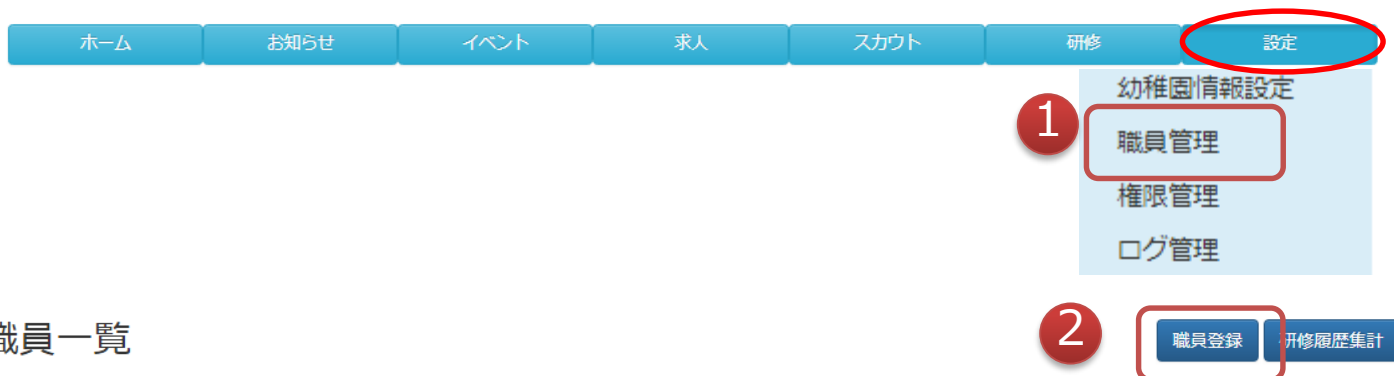 ホーム お知らせ イベント 求人 スカウト 研修 設定
幼稚園情報設定
1 職員管理
権限管理
ログ管理
職員一覧 2 職員登録 研修履歴集計